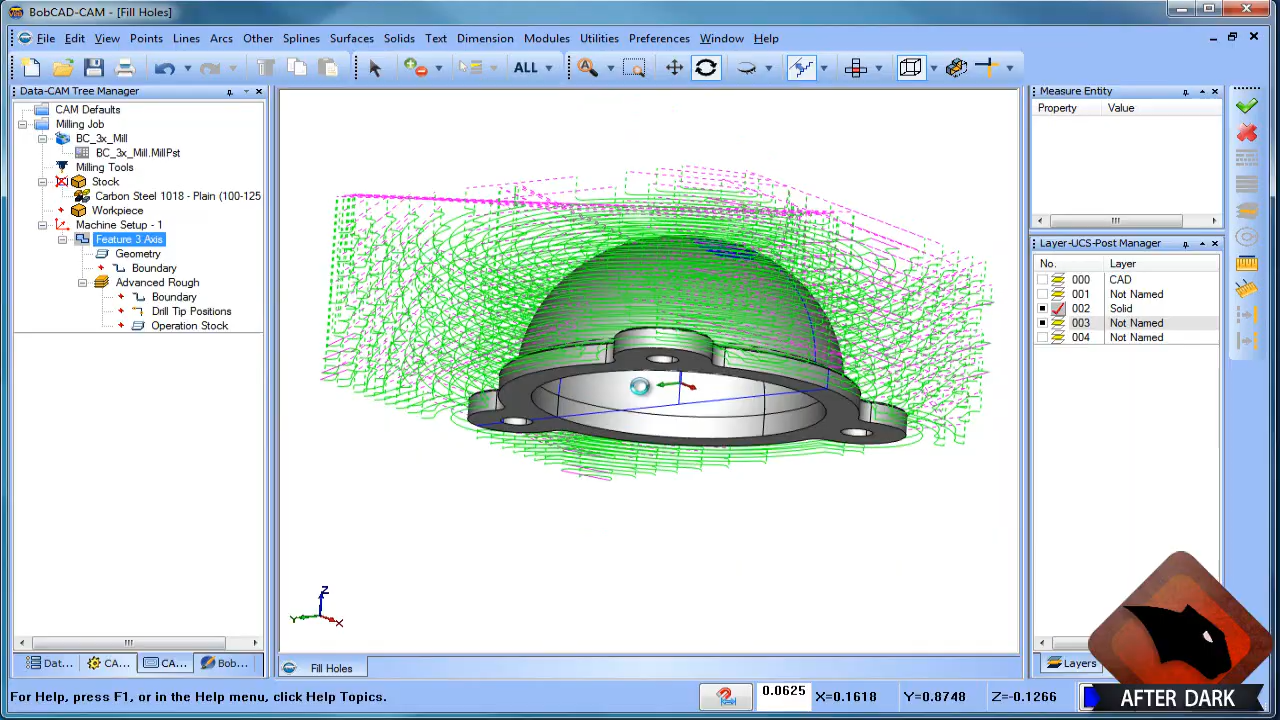 BobCAD-CAM - [Fill Holes]
File Edit View Points Lines Arcs Other Splines Surfaces Solids Text Dimension Modules Utilities Preferences Window Help
ALL
Data-CAM Tree Manager
CAM Defaults
Milling Job
BC_3x_Mill
BC_3x_Mill.MillPst
Milling Tools
Stock
Carbon Steel 1018 - Plain (100-125
Workpiece
Machine Setup - 1
Feature 3 Axis
Geometry
Boundary
Advanced Rough
Boundary
Drill Tip Positions
Operation Stock
Measure Entity
Property Value
Layer-UCS-Post Manager
No. Layer
000 CAD
001 Not Named
002 Solid
003 Not Named
004 Not Named
Z
Y
X
Dat... CA... CA... Bob...
Fill Holes
Layers
For Help, press F1, or in the Help menu, click Help Topics.
0.0625 X=0.1618 Y=0.8748 Z=-0.1266
AFTER DARK